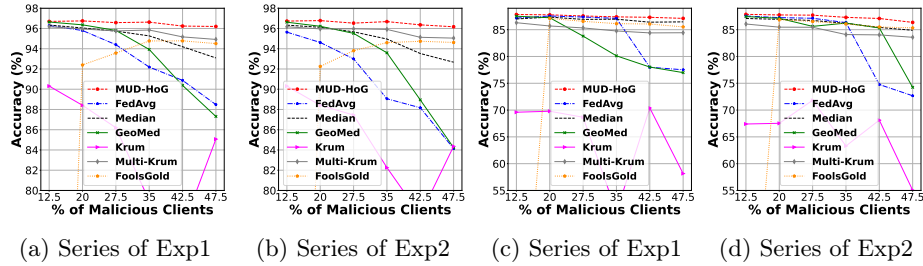 98
96
94
92
90
88
86
84
82
80
12.5 20 27.5 35 42.5 47.5
Accuracy (%)
% of Malicious Clients
MUD-HoG
FedAvg
Median
GeoMed
Krum
Multi-Krum
FoolsGold
(a) Series of Exp1
98
96
94
92
90
88
86
84
82
80
12.5 20 27.5 35 42.5 47.5
Accuracy (%)
% of Malicious Clients
MUD-HoG
FedAvg
Median
GeoMed
Krum
Multi-Krum
FoolsGold
(b) Series of Exp2
85
80
75
70
65
60
55
12.5 20 27.5 35 42.5 47.5
Accuracy (%)
% of Malicious Clients
MUD-HoG
FedAvg
Median
GeoMed
Krum
Multi-Krum
FoolsGold
(c) Series of Exp1
85
80
75
70
65
60
55
12.5 20 27.5 35 42.5 47.5
Accuracy (%)
% of Malicious Clients
MUD-HoG
FedAvg
Median
GeoMed
Krum
Multi-Krum
FoolsGold
(d) Series of Exp2